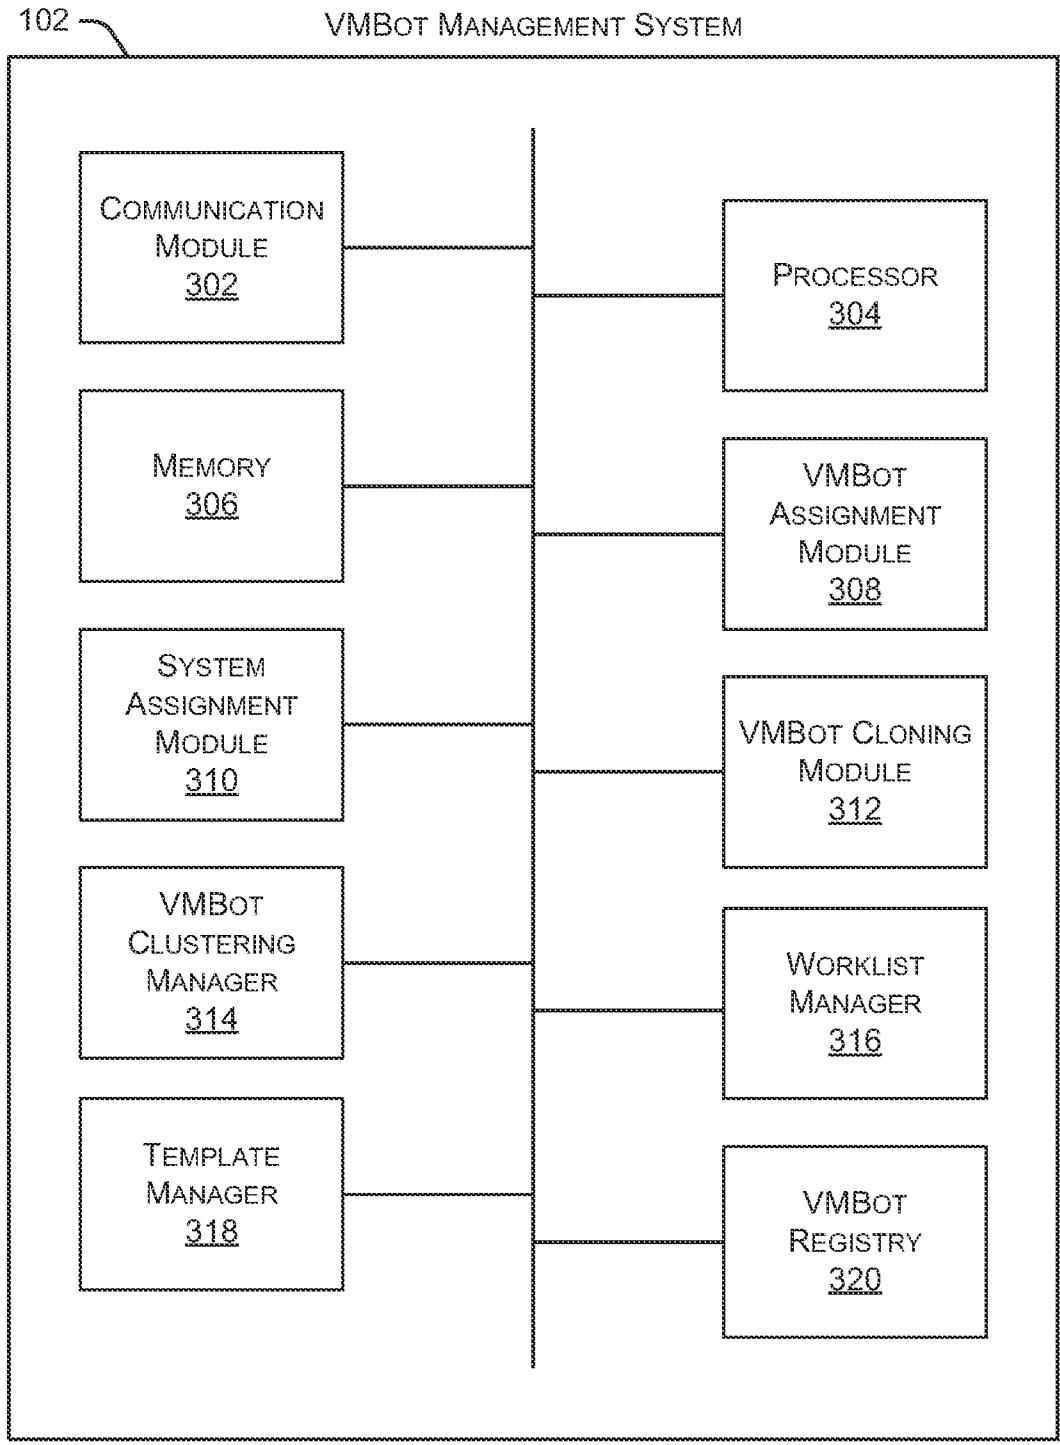 102
VMBOT MANAGEMENT SYSTEM
COMMUNICATION
MODULE
302
PROCESSOR
304
MEMORY
306
VMBOT
ASSIGNMENT
MODULE
308
SYSTEM
ASSIGNMENT
MODULE
310
VMBOT CLONING
MODULE
312
VMBOT
CLUSTERING
MANAGER
314
WORKLIST
MANAGER
316
TEMPLATE
MANAGER
318
VMBOT
REGISTRY
320